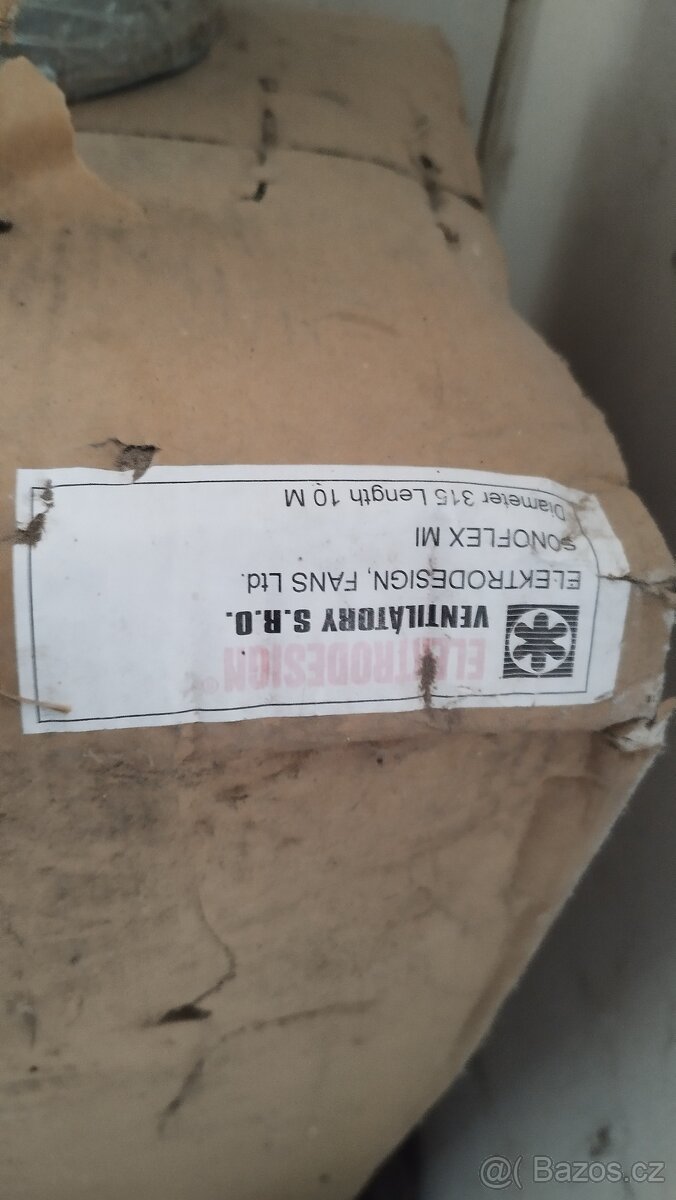 ELEKTRODESIGN®
VENTILÁTORY S.R.O.
ELEKTRODESIGN, FANS Ltd.
SONOFLEX MI
Diameter 315 Length 10 M
@( Bazos.cz